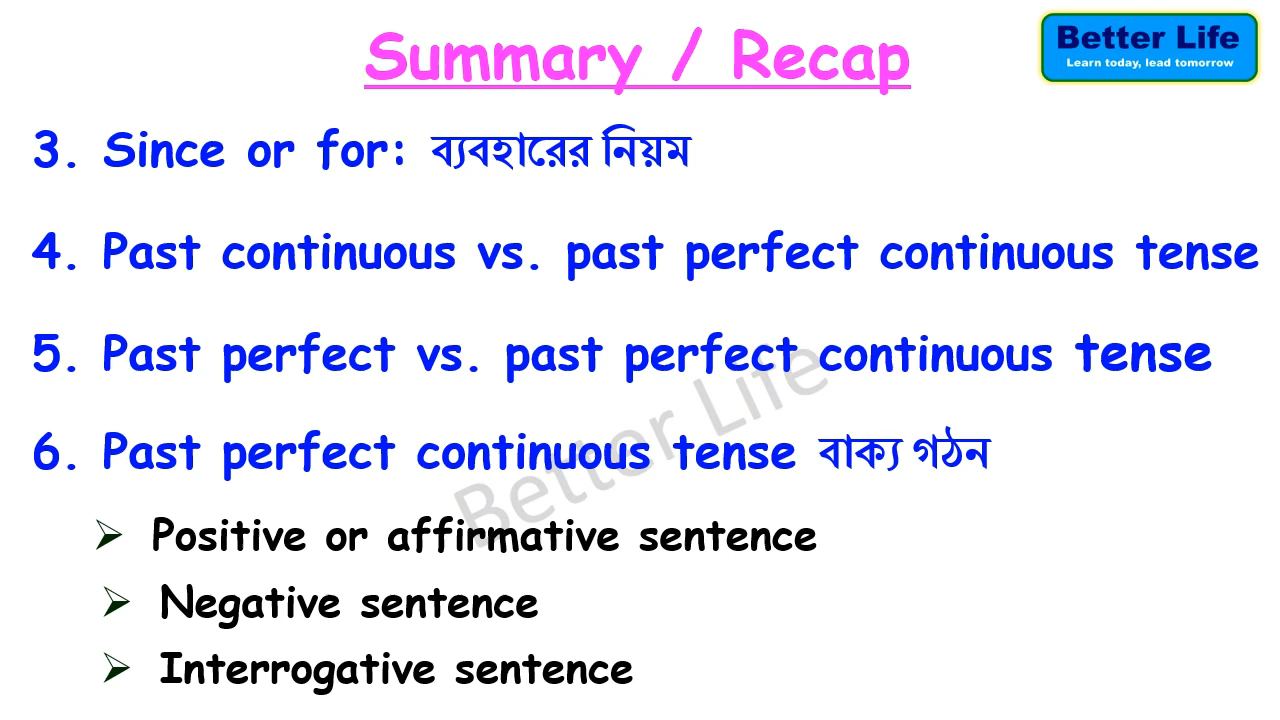 Summary / Recap
Better Life
Learn today, lead tomorrow
3. Since or for: ব্যবহারের নিয়ম
4. Past continuous vs. past perfect continuous tense
5. Past perfect vs. past perfect continuous tense
6. Past perfect continuous tense বাক্য গঠন
➢ Positive or affirmative sentence
➢ Negative sentence
➢ Interrogative sentence
Better Life